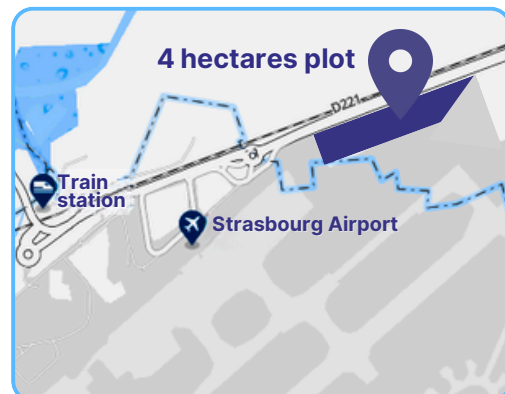 4 hectares plot
D221
Train
station
Strasbourg Airport